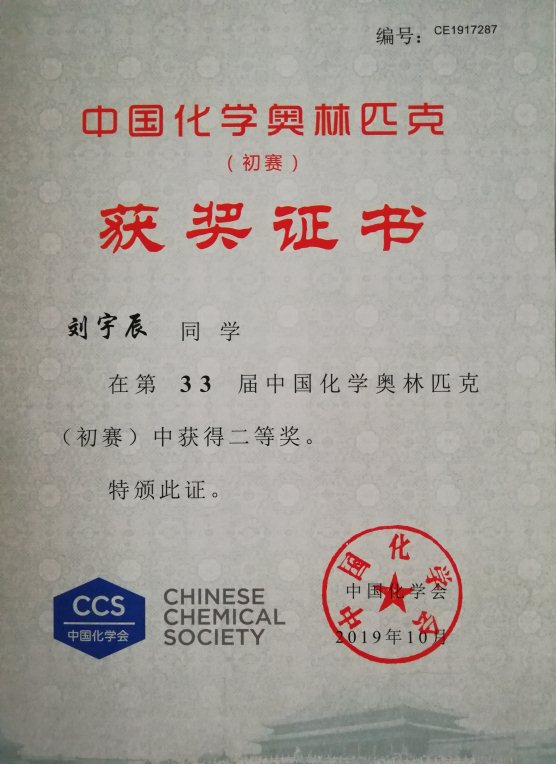 编号：CE1917287
中国化学奥林匹克
（初赛）
获奖证书
刘宇辰 同学
在第 33 届中国化学奥林匹克
（初赛）中获得二等奖。
特颁此证。
中国化学会
CCS
中国化学会
CHINESE
CHEMICAL
SOCIETY
中国化学会
2019年10月